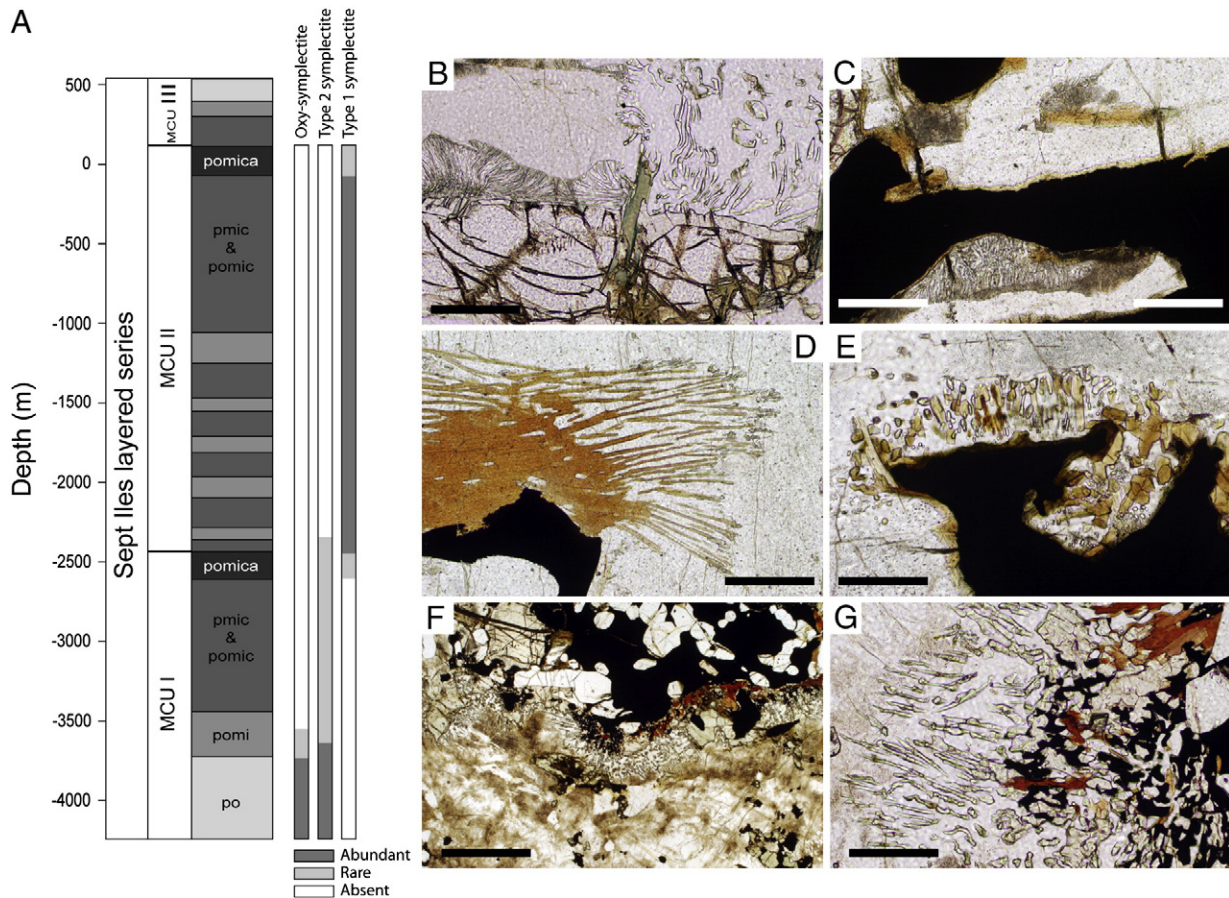 A
Depth (m)
500
0
-500
-1000
-1500
-2000
-2500
-3000
-3500
-4000
Sept Iles layered series
MCU III
MCU II
MCU I
pomica
pmic
&
pomic
pomica
pmic
&
pomic
pomi
po
Oxy-symplectite
Type 2 symplectite
Type 1 symplectite
Abundant
Rare
Absent
B
C
D
E
F
G